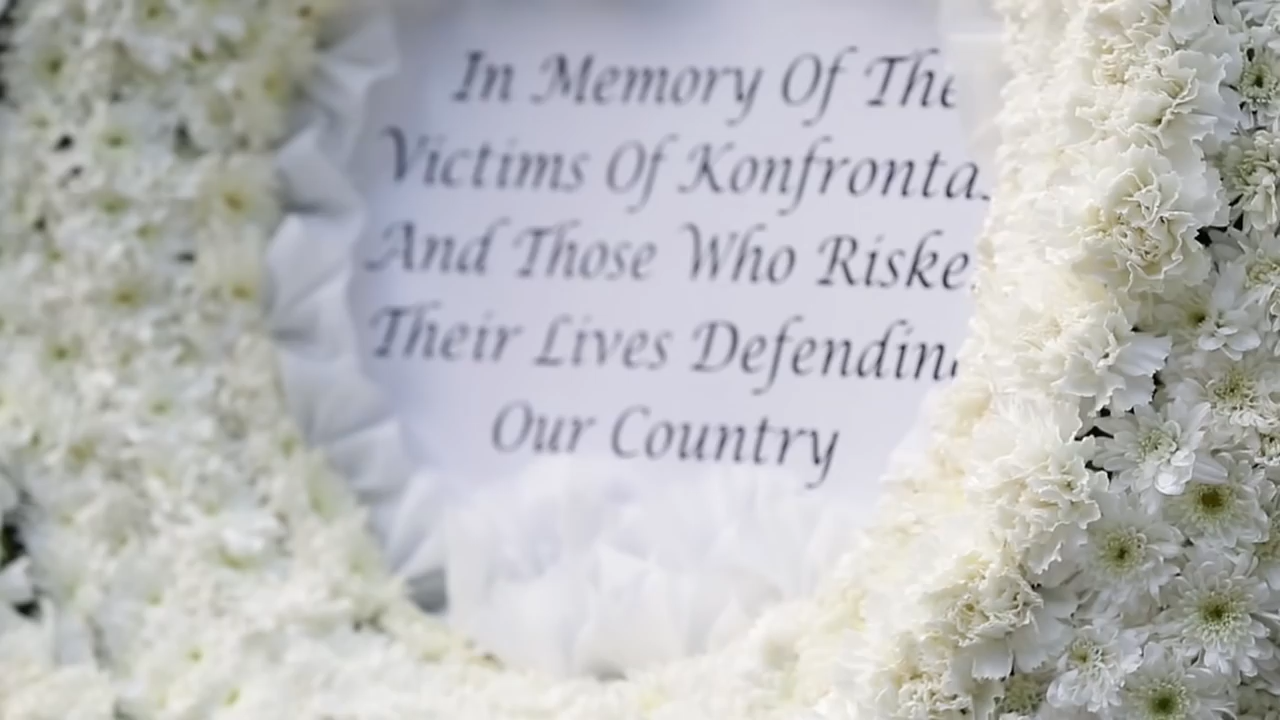 In Memory Of The
Victims Of Konfronta
And Those Who Riske
Their Lives Defendin
Our Country